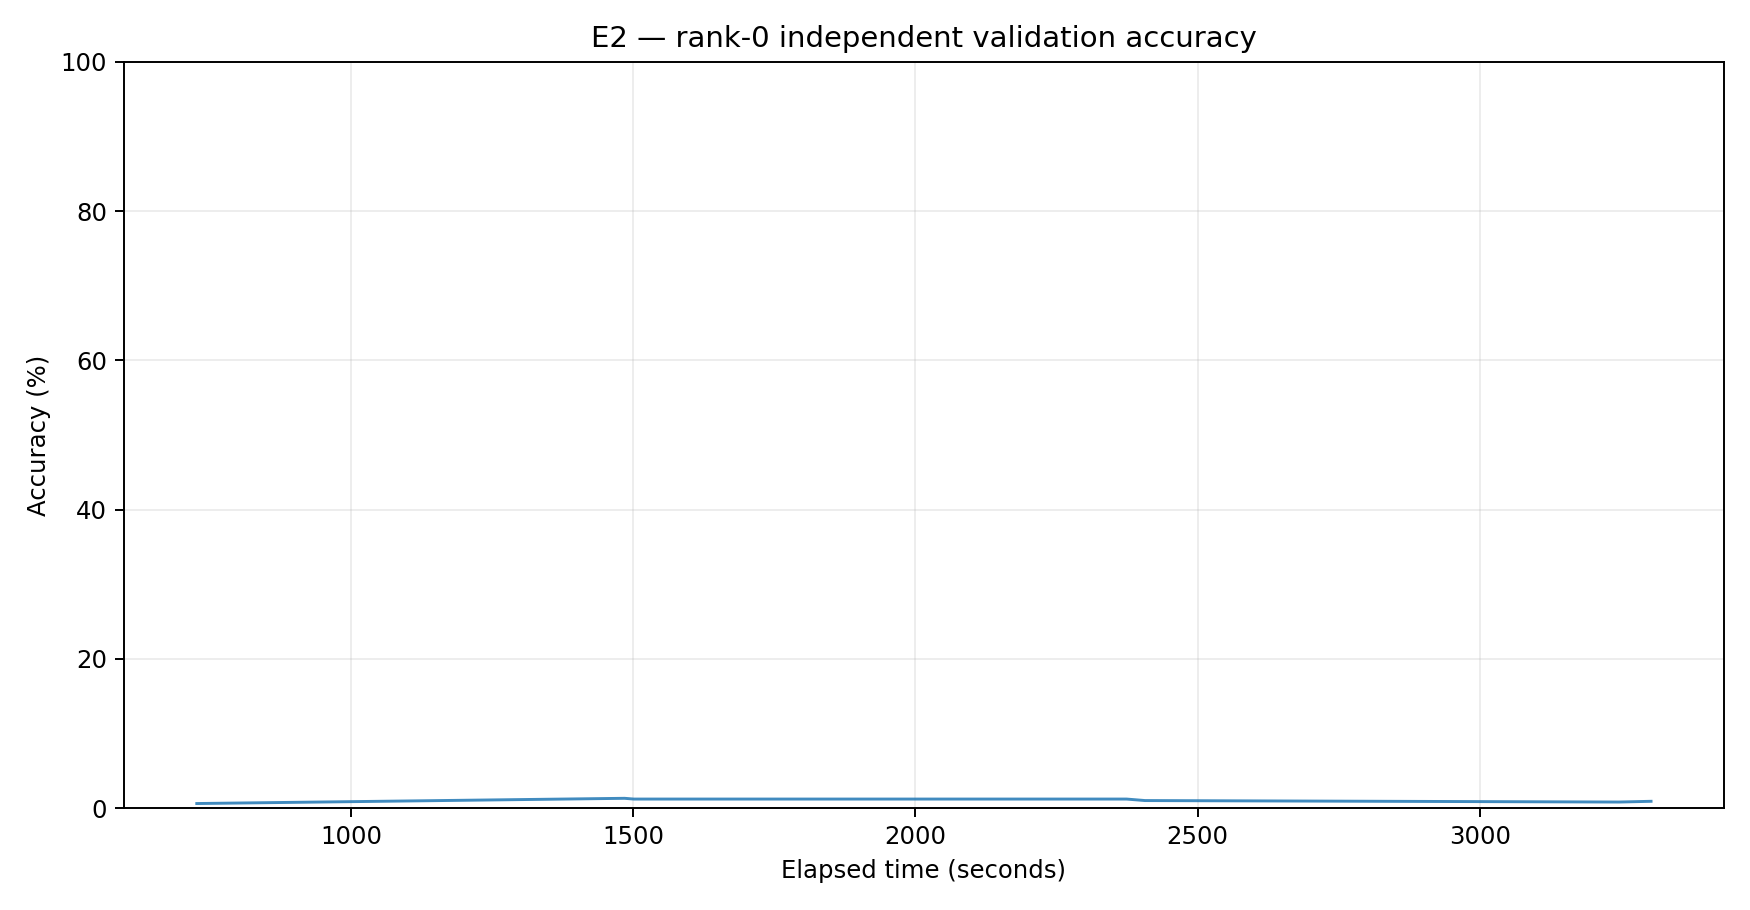 E2 — rank-0 independent validation accuracy
100
80
60
40
20
0
Accuracy (%)
1000 1500 2000 2500 3000
Elapsed time (seconds)